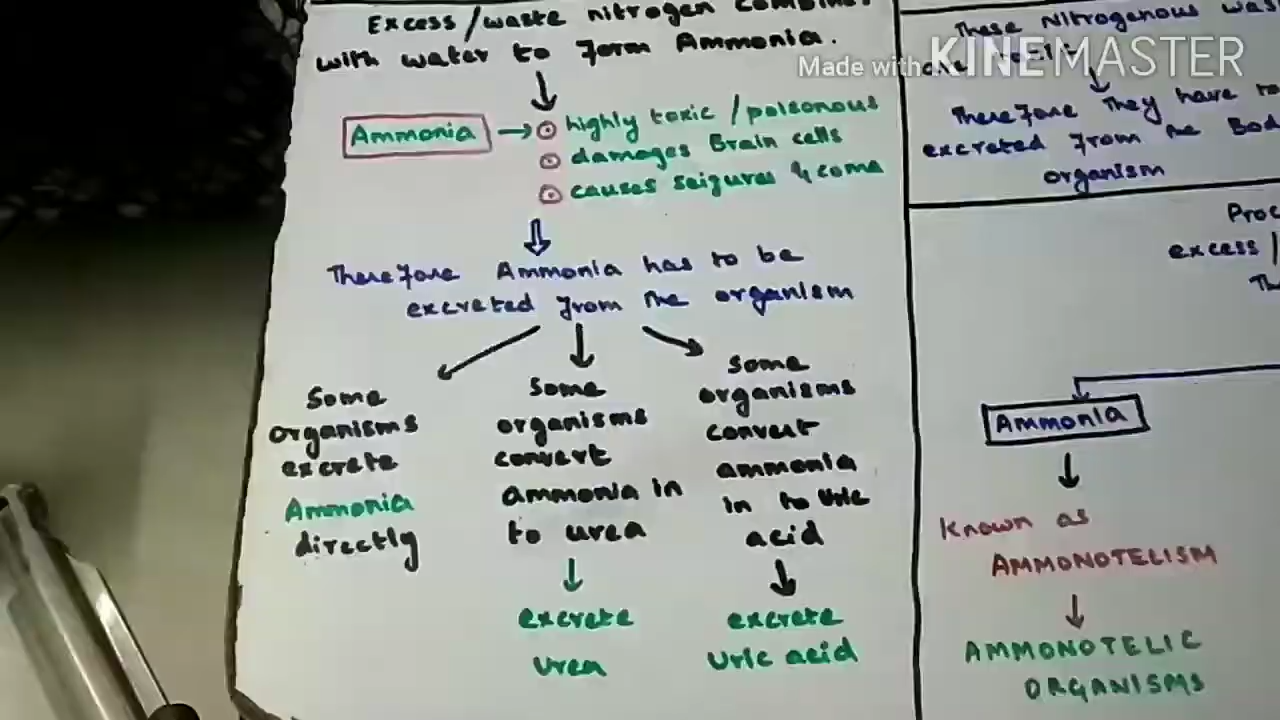 Excess/waste nitrogen
with water to form Ammonia.
Ammonia → highly toxic/poisonous
damages Brain cells
causes seizures & coma
Therefore Ammonia has to be
excreted from the organism
Some
organisms
excrete
Ammonia
directly
Some
organisms
convert
ammonia in
to urea
excrete
urea
Some
organisms
convert
ammonia
in to Uric
acid
excrete
Uric acid
These Nitrogenous
Therefore They have to
excreted from the Body
organism
excess /
Ammonia
Known as
AMMONOTELISM
AMMONOTELIC
ORGANISMS
Made with KINEMASTER